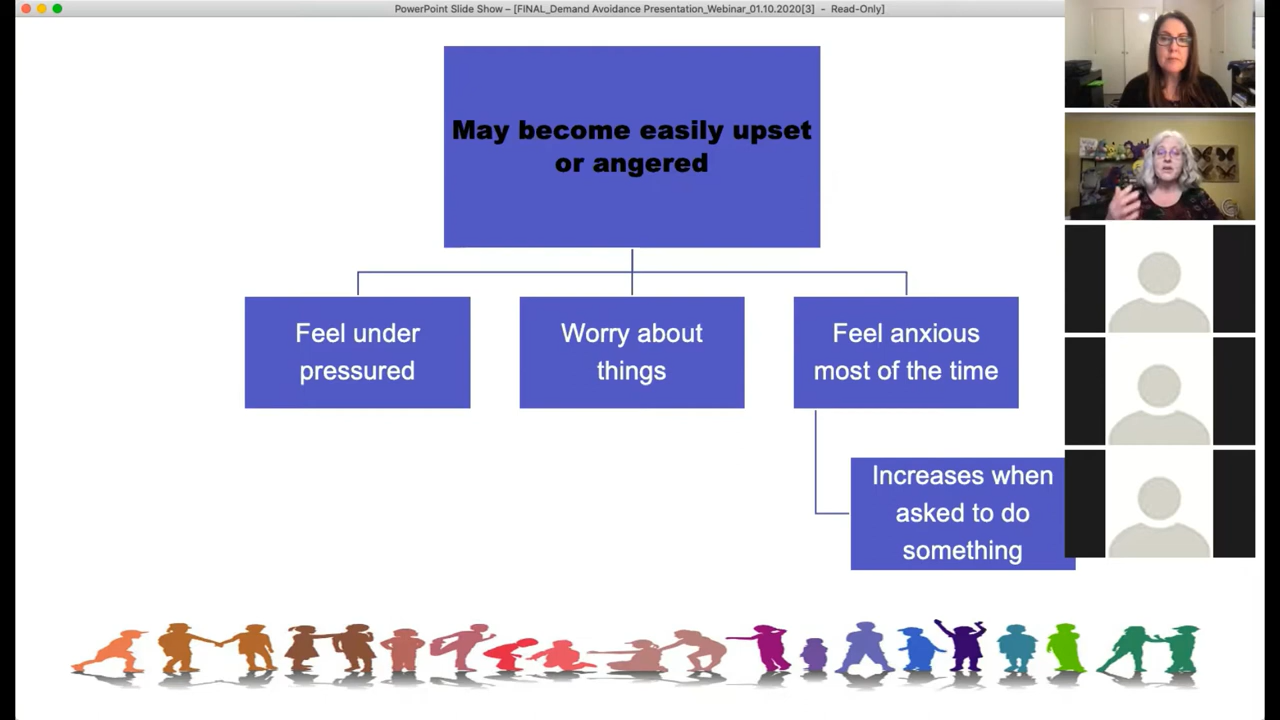 PowerPoint Slide Show – [FINAL_Demand Avoidance Presentation_Webinar_01.10.2020[3] - Read-Only]
May become easily upset
or angered
Feel under
pressured
Worry about
things
Feel anxious
most of the time
Increases when
asked to do
something